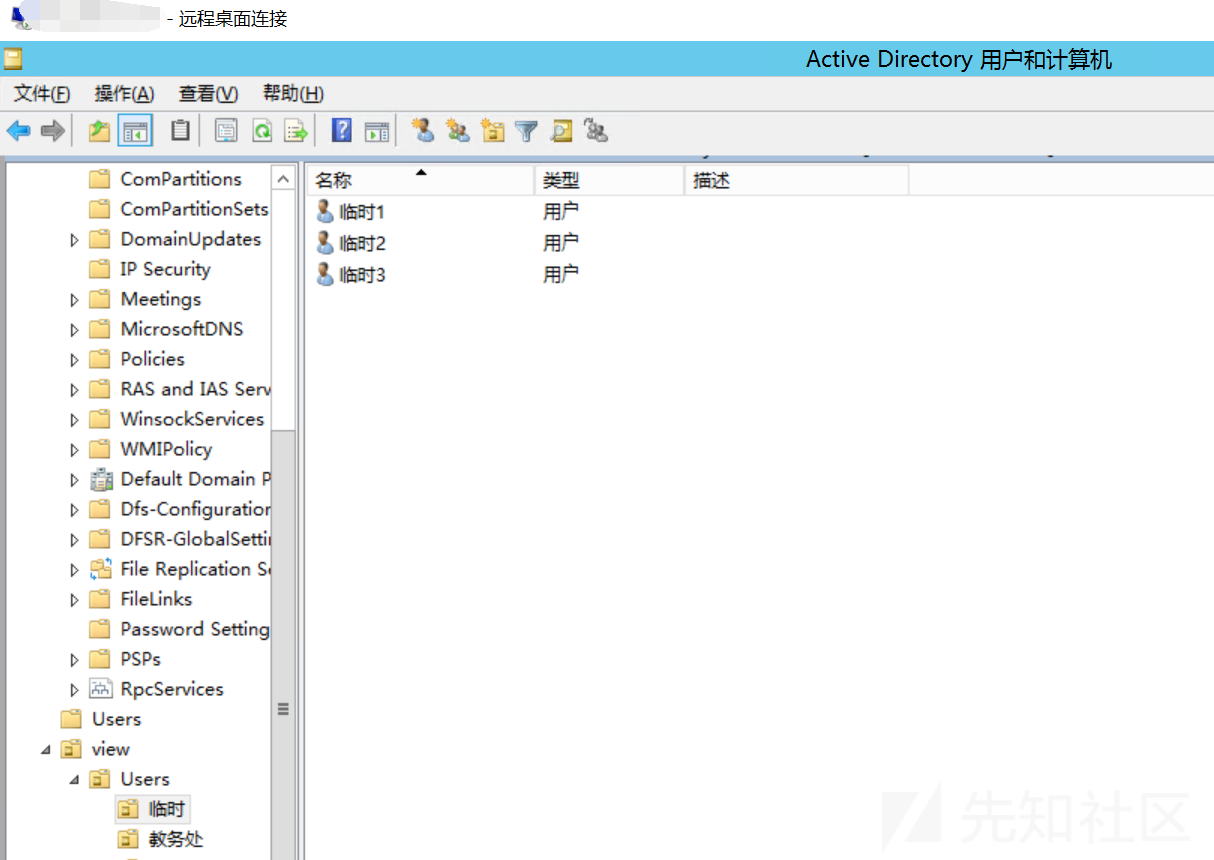 - 远程桌面连接
Active Directory 用户和计算机
文件(F) 操作(A) 查看(V) 帮助(H)
名称 类型 描述
临时1 用户
临时2 用户
临时3 用户
ComPartitions
ComPartitionSets
DomainUpdates
IP Security
Meetings
MicrosoftDNS
Policies
RAS and IAS Serv
WinsockServices
WMIPolicy
Default Domain P
Dfs-Configuration
DFSR-GlobalSettin
File Replication Se
FileLinks
Password Setting
PSPs
RpcServices
Users
view
Users
临时
教务处
先知社区